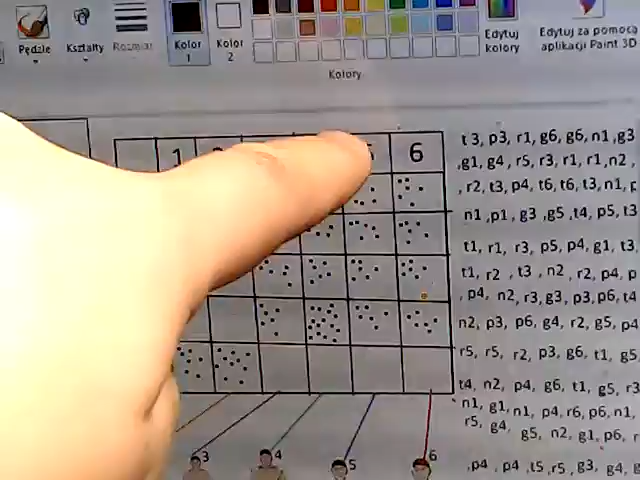 Pędzle
Kształty
Rozmiar
Kolor 1
Kolor 2
Edytuj kolory
Edytuj za pomocą aplikacji Paint 3D
Kolory
1 6
t3, p3, r1, g6, g6, n1, g3
,g1, g4 , r5, r3, r1, r1, n2 ,
, r2, t3, p4, t6, t6, t3, n1,
n1 ,p1, g3 ,g5 ,t4, p5, t3
t1, r1, r3, p5, p4, g1, t3,
t1, r2 , t3 , n2 , r2, p4, p
, p4, n2, r3, g3, p3, p6, t4
n2, p3, p6, g4, r2, g5, p4
r5, r5, r2, p3, g6, t1, g5
t4, n2, p4, g6, t1, g5, r3
n1, g1, n1, p4, r6, p6, n1,
r5, g4, g5, n2, g1, p6, r
,p4 , p4 ,t5 ,r5 , g3, g4, g
3 4 5 6